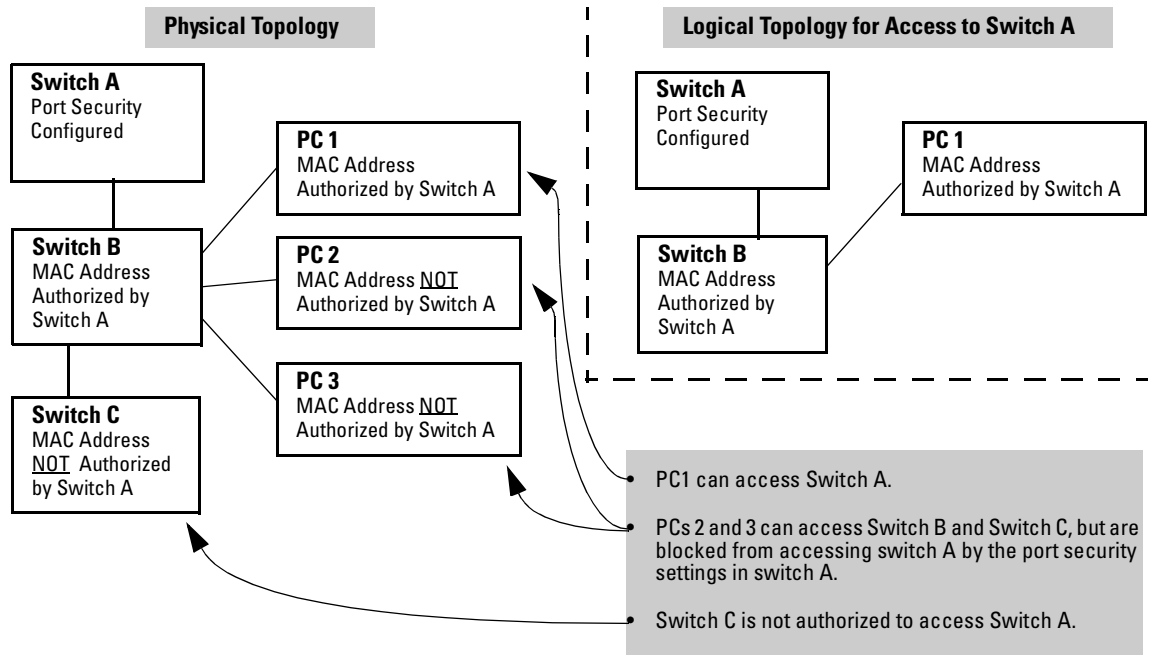 Physical Topology
Switch A
Port Security
Configured
PC 1
MAC Address
Authorized by Switch A
Switch B
MAC Address
Authorized by
Switch A
PC 2
MAC Address NOT
Authorized by Switch A
PC 3
MAC Address NOT
Authorized by Switch A
Switch C
MAC Address
NOT Authorized
by Switch A
Logical Topology for Access to Switch A
Switch A
Port Security
Configured
PC 1
MAC Address
Authorized by Switch A
Switch B
MAC Address
Authorized by
Switch A
• PC1 can access Switch A.
• PCs 2 and 3 can access Switch B and Switch C, but are
blocked from accessing switch A by the port security
settings in switch A.
• Switch C is not authorized to access Switch A.